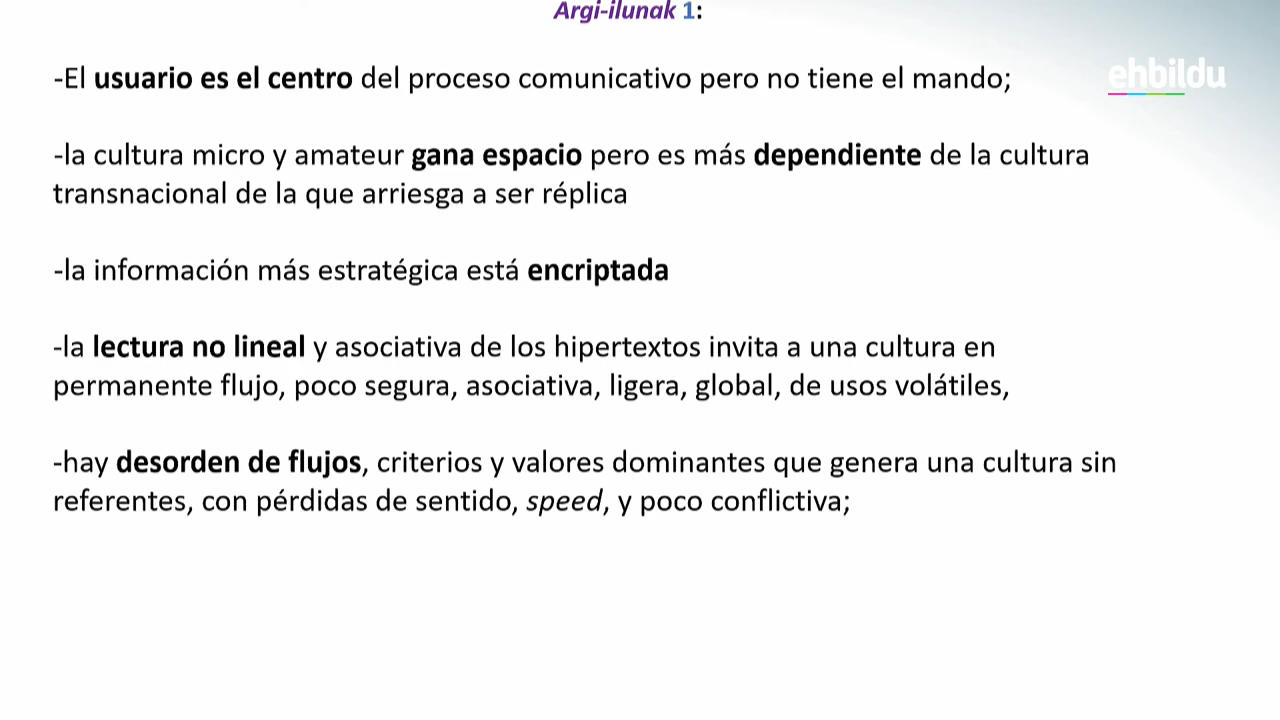 Argi-ilunak 1:
ehbildu
-El usuario es el centro del proceso comunicativo pero no tiene el mando;
-la cultura micro y amateur gana espacio pero es más dependiente de la cultura
transnacional de la que arriesga a ser réplica
-la información más estratégica está encriptada
-la lectura no lineal y asociativa de los hipertextos invita a una cultura en
permanente flujo, poco segura, asociativa, ligera, global, de usos volátiles,
-hay desorden de flujos, criterios y valores dominantes que genera una cultura sin
referentes, con pérdidas de sentido, speed, y poco conflictiva;